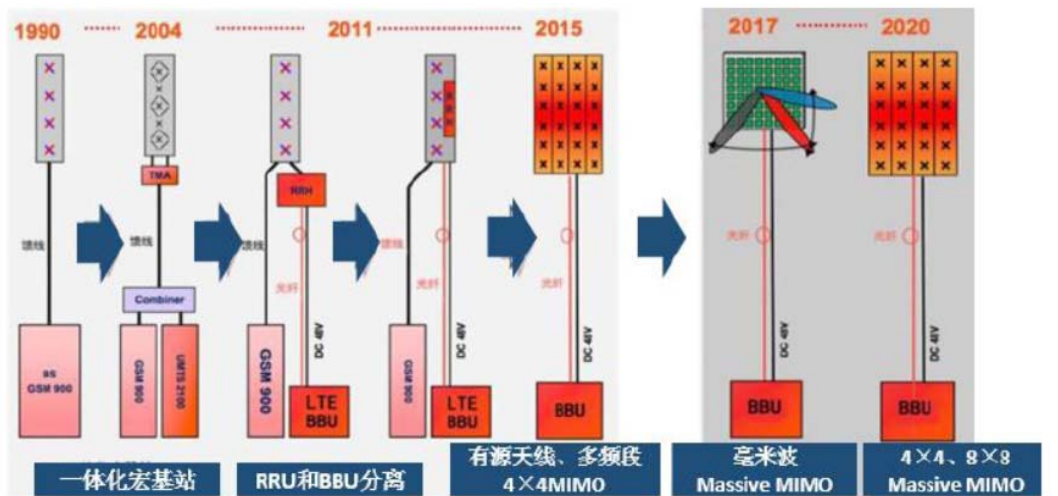 1990
2004
2011
2015
2017
2020
TMA
RRH
馈线
馈线
馈线
馈线
光纤
光纤
光纤
光纤
光纤
Combiner
BS
GSM 900
GSM 900
UMTS 2100
GSM 900
DC 48V
LTE
BBU
GSM 900
DC 48V
LTE
BBU
DC 48V
BBU
DC 48V
BBU
DC 48V
BBU
一体化宏基站
RRU和BBU分离
有源天线、多频段
4×4MIMO
毫米波
Massive MIMO
4×4、8×8
Massive MIMO